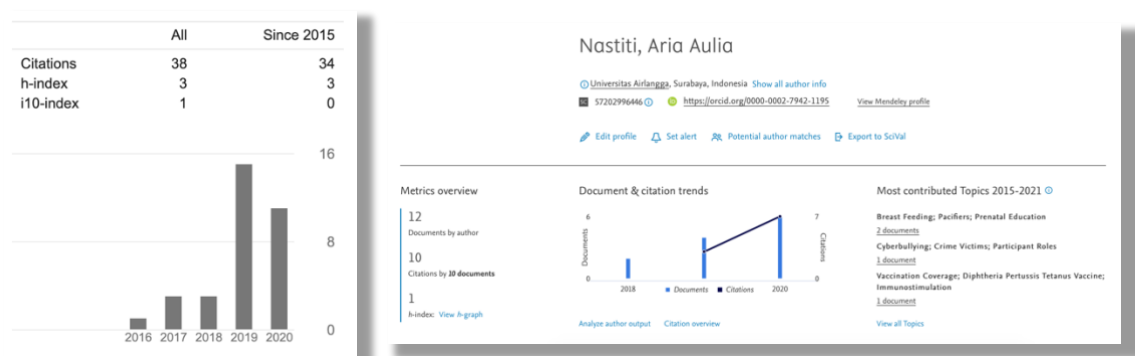 All Since 2015
Citations 38 34
h-index 3 3
i10-index 1 0
16
8
0
2016 2017 2018 2019 2020
Nastiti, Aria Aulia
Universitas Airlangga, Surabaya, Indonesia Show all author info
57202996446 https://orcid.org/0000-0002-7942-1195 View Mendeley profile
Edit profile Set alert Potential author matches Export to SciVal
Metrics overview
12
Documents by author
10
Citations by 10 documents
1
h-index: View h-graph
Document & citation trends
6 7
Documents Citations
0 0
2018 2020
Documents Citations
Analyze author output Citation overview
Most contributed Topics 2015-2021
Breast Feeding; Pacifiers; Prenatal Education
2 documents
Cyberbullying; Crime Victims; Participant Roles
1 document
Vaccination Coverage; Diphtheria Pertussis Tetanus Vaccine;
Immunostimulation
1 document
View all Topics